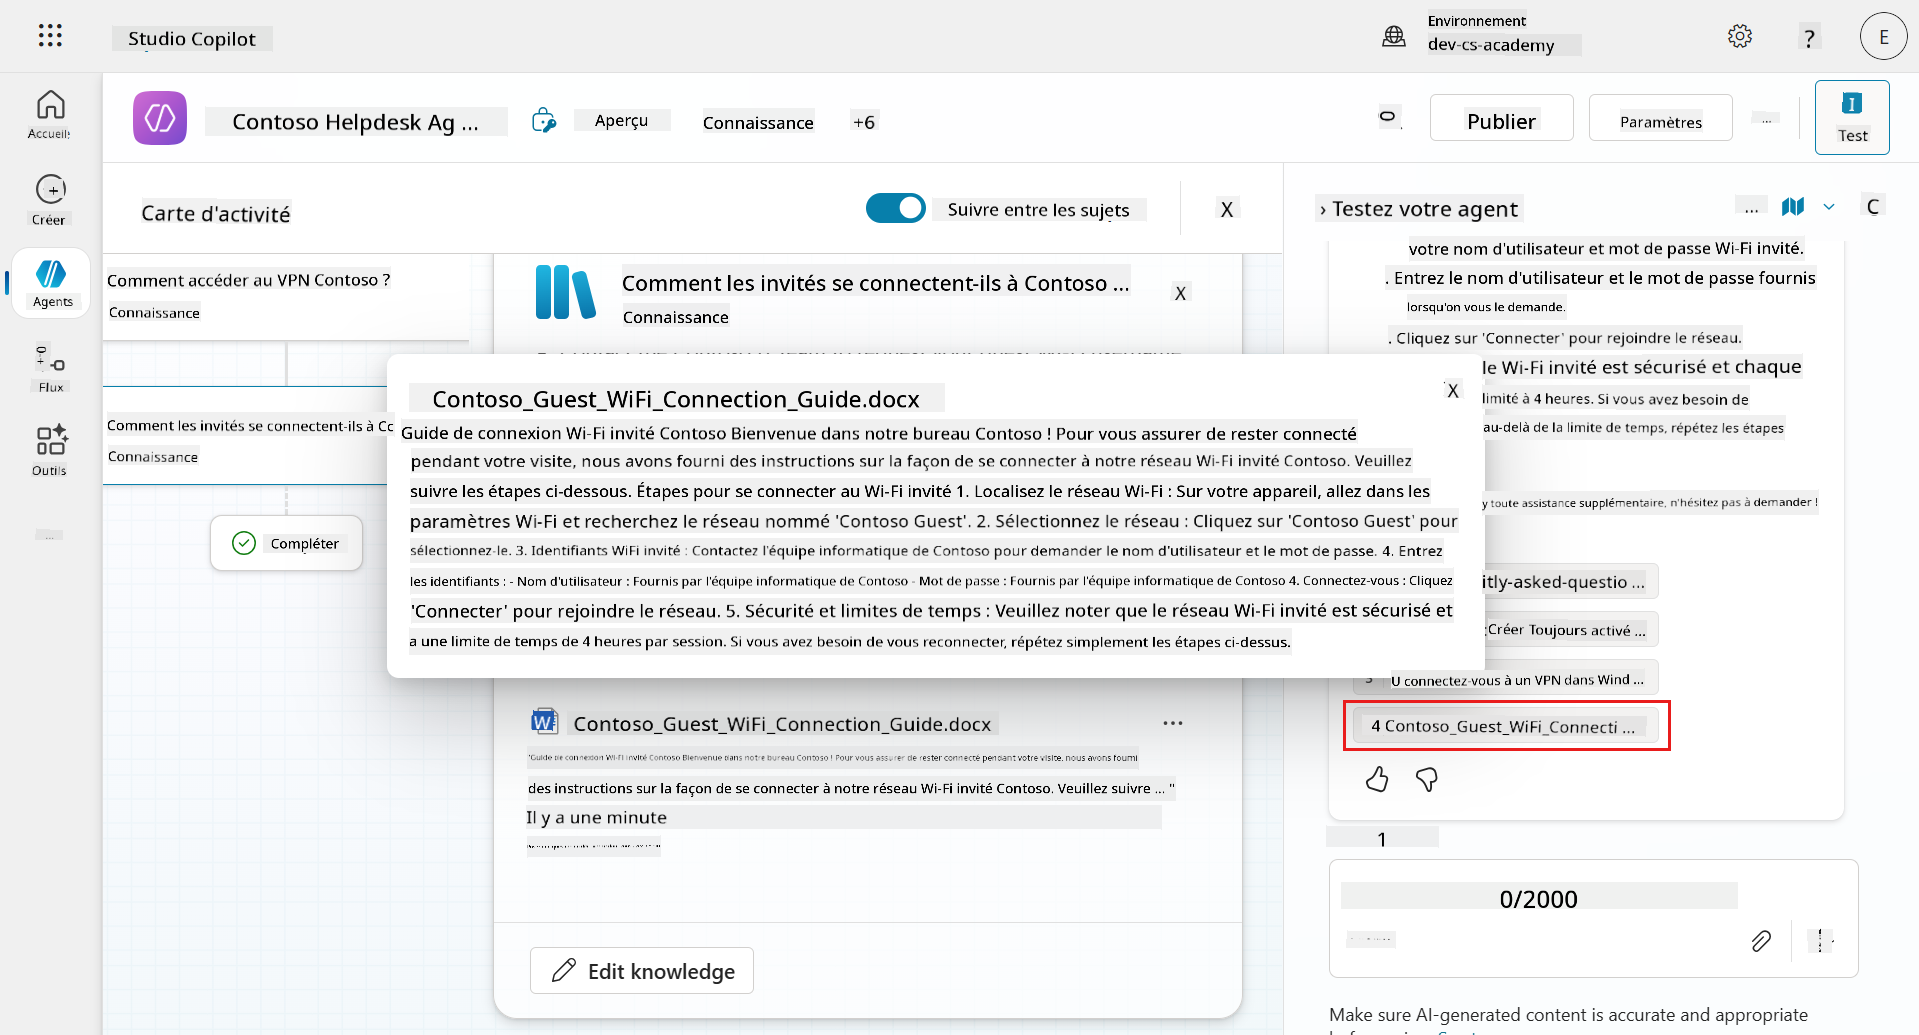 Studio Copilot
Environnement
dev-cs-academy
?
E
Accueil
Créer
Agents
Flux
Outils
...
Contoso Helpdesk Ag ...
Aperçu
Connaissance
+6
Publier
Paramètres
...
Test
Carte d'activité
Suivre entre les sujets
X
Comment accéder au VPN Contoso ?
Connaissance
Comment les invités se connectent-ils à Cc
Connaissance
Compléter
Comment les invités se connectent-ils à Contoso ...
Connaissance
X
Contoso_Guest_WiFi_Connection_Guide.docx
X
Guide de connexion Wi-Fi invité Contoso Bienvenue dans notre bureau Contoso ! Pour vous assurer de rester connecté
pendant votre visite, nous avons fourni des instructions sur la façon de se connecter à notre réseau Wi-Fi invité Contoso. Veuillez
suivre les étapes ci-dessous. Étapes pour se connecter au Wi-Fi invité 1. Localisez le réseau Wi-Fi : Sur votre appareil, allez dans les
paramètres Wi-Fi et recherchez le réseau nommé 'Contoso Guest'. 2. Sélectionnez le réseau : Cliquez sur 'Contoso Guest' pour
sélectionnez-le. 3. Identifiants WiFi invité : Contactez l'équipe informatique de Contoso pour demander le nom d'utilisateur et le mot de passe. 4. Entrez
les identifiants : - Nom d'utilisateur : Fournis par l'équipe informatique de Contoso - Mot de passe : Fournis par l'équipe informatique de Contoso 4. Connectez-vous : Cliquez
'Connecter' pour rejoindre le réseau. 5. Sécurité et limites de temps : Veuillez noter que le réseau Wi-Fi invité est sécurisé et
a une limite de temps de 4 heures par session. Si vous avez besoin de vous reconnecter, répétez simplement les étapes ci-dessus.
Contoso_Guest_WiFi_Connection_Guide.docx
...
"Guide de connexion Wi-Fi invité Contoso Bienvenue dans notre bureau Contoso ! Pour vous assurer de rester connecté pendant votre visite, nous avons fourni
des instructions sur la façon de se connecter à notre réseau Wi-Fi invité Contoso. Veuillez suivre ... "
Il y a une minute
Edit knowledge
› Testez votre agent
...
C
votre nom d'utilisateur et mot de passe Wi-Fi invité.
. Entrez le nom d'utilisateur et le mot de passe fournis
lorsqu'on vous le demande.
. Cliquez sur 'Connecter' pour rejoindre le réseau.
le Wi-Fi invité est sécurisé et chaque
limité à 4 heures. Si vous avez besoin de
au-delà de la limite de temps, répétez les étapes
y toute assistance supplémentaire, n'hésitez pas à demander !
itly-asked-questio ...
Créer Toujours activé ...
U connectez-vous à un VPN dans Wind ...
4 Contoso_Guest_WiFi_Connecti ...
1
0/2000
Make sure AI-generated content is accurate and appropriate